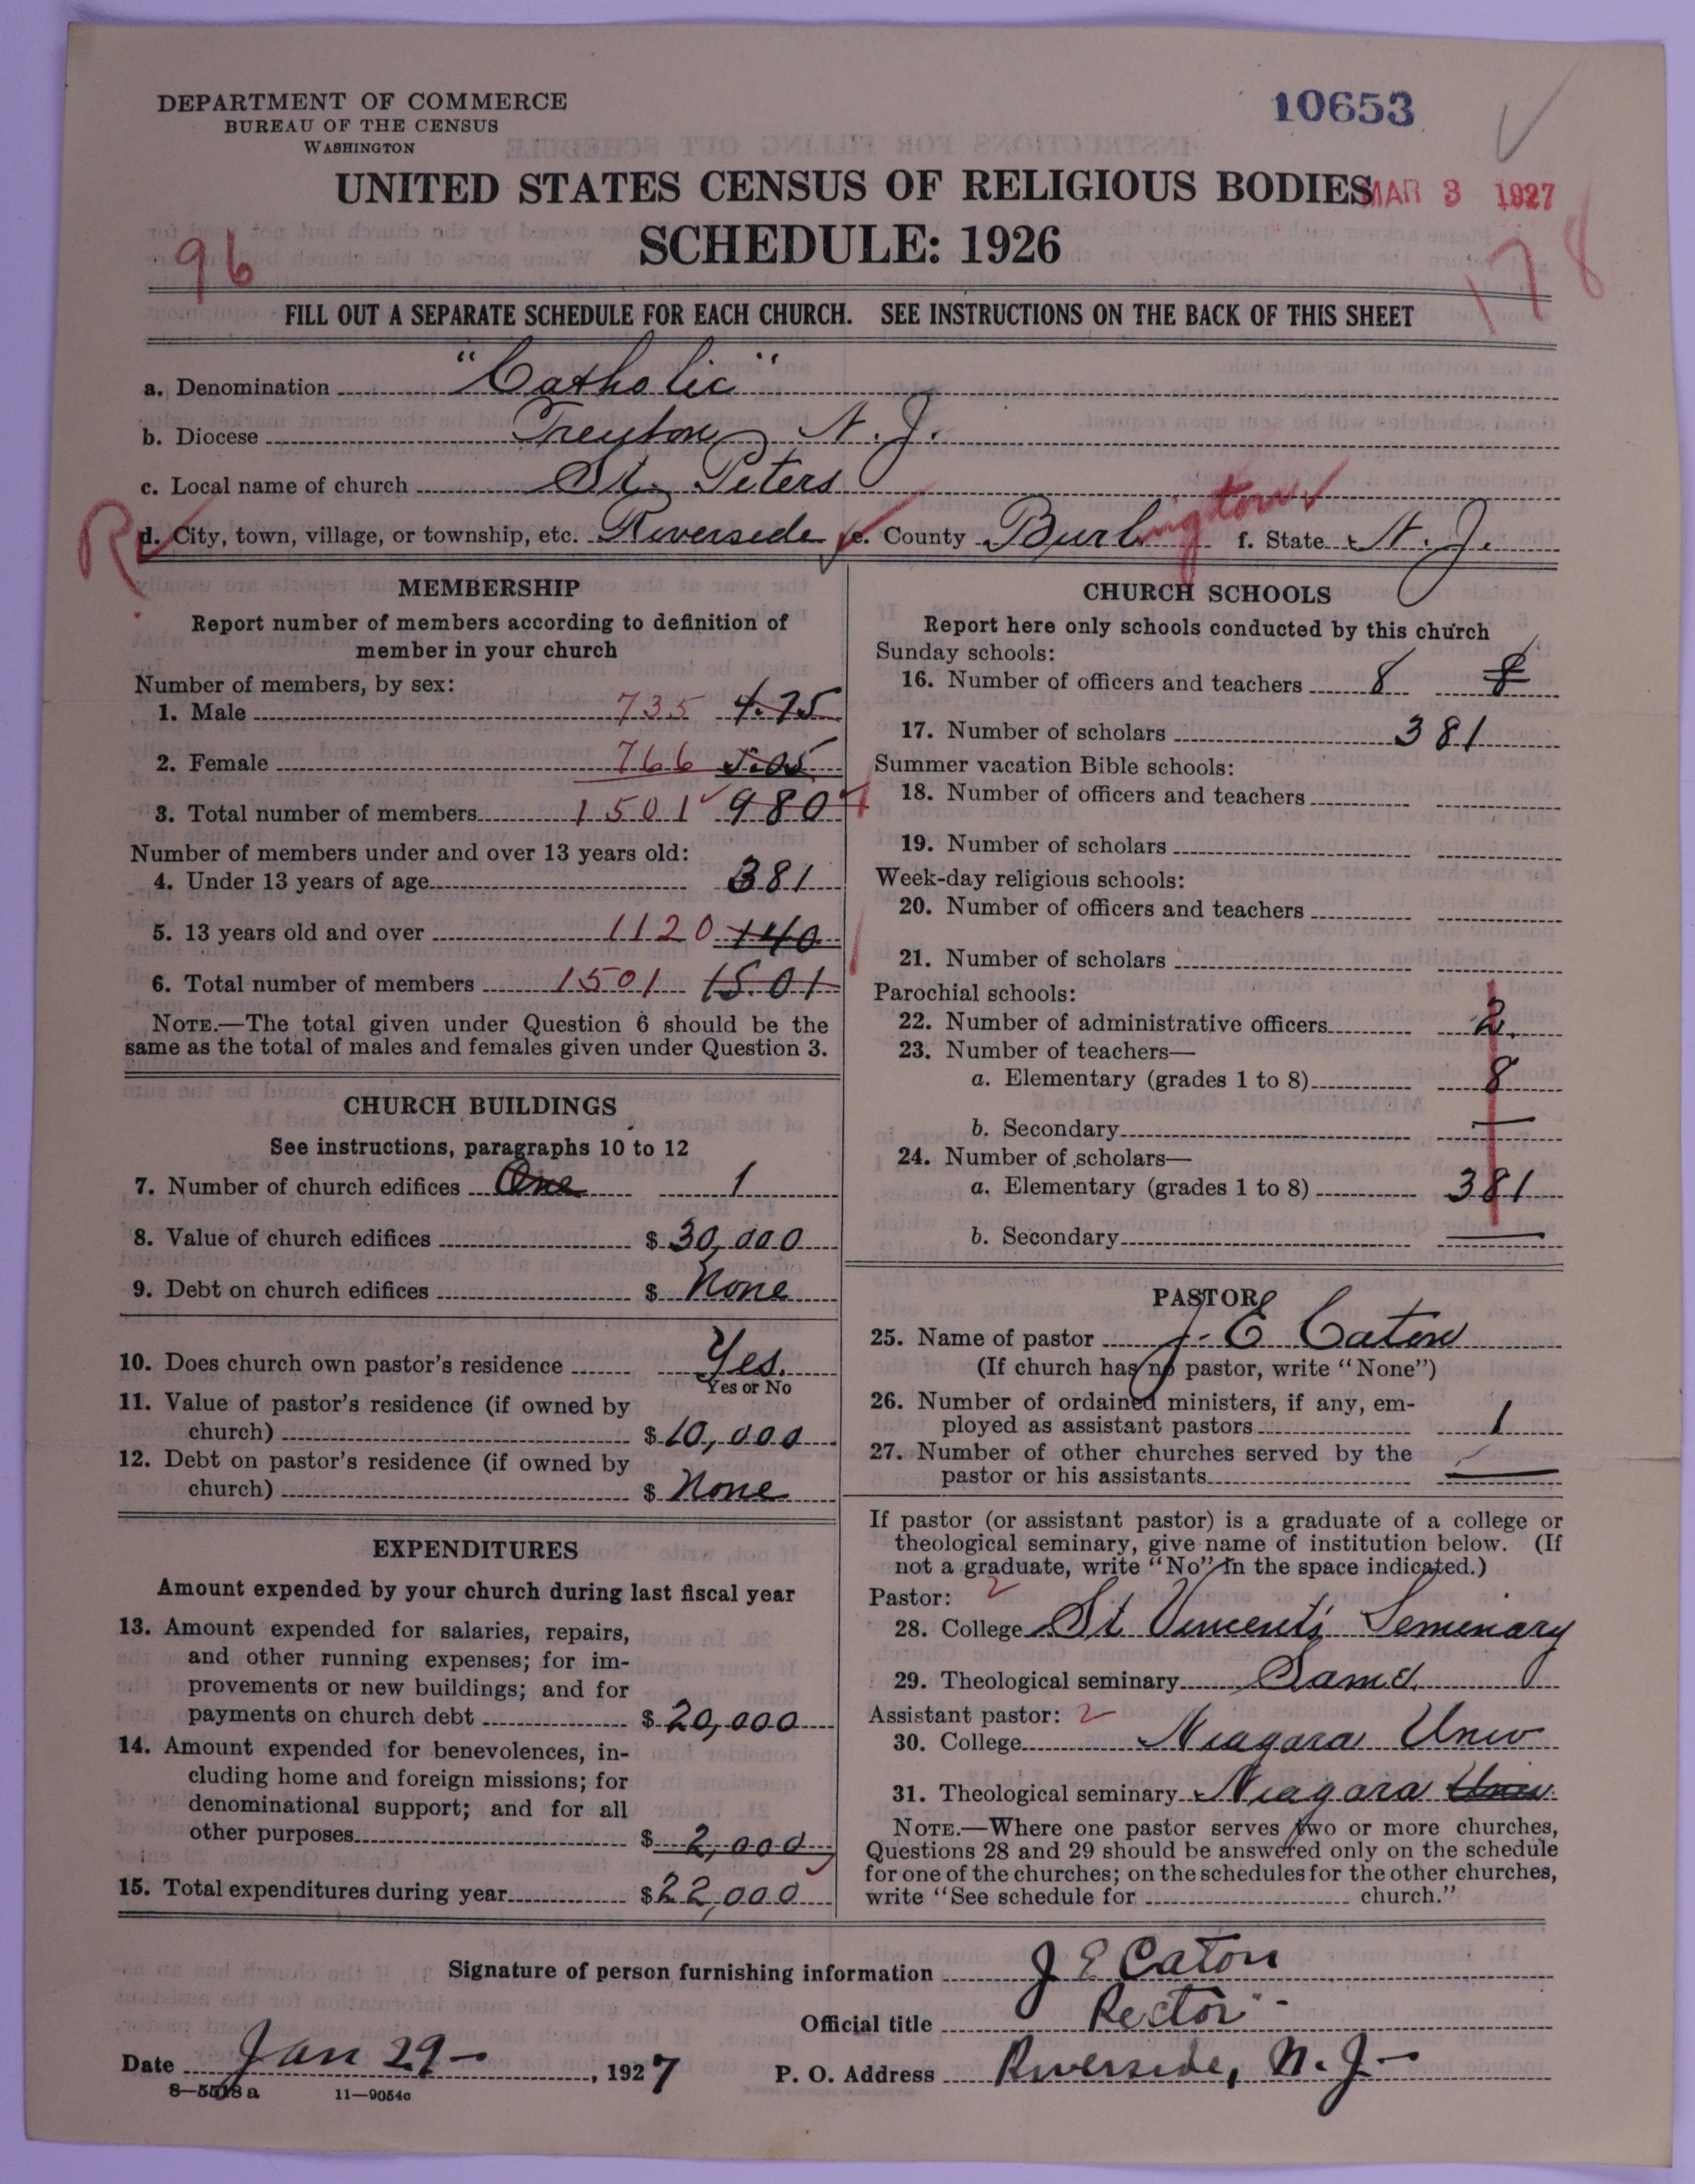 DEPARTMENT OF COMMERCE
BUREAU OF THE CENSUS
WASHINGTON
10653
UNITED STATES CENSUS OF RELIGIOUS BODIES
MAR 3 1927
SCHEDULE: 1926
96
178
FILL OUT A SEPARATE SCHEDULE FOR EACH CHURCH. SEE INSTRUCTIONS ON THE BACK OF THIS SHEET
a. Denomination "Catholic"
b. Diocese Trenton N. J.
c. Local name of church St. Peters
d. City, town, village, or township, etc. Riverside e. County Burlington f. State N. J.
MEMBERSHIP
Report number of members according to definition of
member in your church
Number of members, by sex:
1. Male 735 475
2. Female 766 505
3. Total number of members 1501 980
Number of members under and over 13 years old:
4. Under 13 years of age 381
5. 13 years old and over 1120 140
6. Total number of members 1501 1501
NOTE.—The total given under Question 6 should be the
same as the total of males and females given under Question 3.
CHURCH BUILDINGS
See instructions, paragraphs 10 to 12
7. Number of church edifices One 1
8. Value of church edifices $ 30,000
9. Debt on church edifices $ None
10. Does church own pastor's residence Yes.
Yes or No
11. Value of pastor's residence (if owned by
church) $ 10,000
12. Debt on pastor's residence (if owned by
church) $ None
EXPENDITURES
Amount expended by your church during last fiscal year
13. Amount expended for salaries, repairs,
and other running expenses; for im-
provements or new buildings; and for
payments on church debt $ 20,000
14. Amount expended for benevolences, in-
cluding home and foreign missions; for
denominational support; and for all
other purposes $ 2,000
15. Total expenditures during year $ 22,000
CHURCH SCHOOLS
Report here only schools conducted by this church
Sunday schools:
16. Number of officers and teachers 8 8
17. Number of scholars 381
Summer vacation Bible schools:
18. Number of officers and teachers
19. Number of scholars
Week-day religious schools:
20. Number of officers and teachers
21. Number of scholars
Parochial schools:
22. Number of administrative officers 2.
23. Number of teachers—
a. Elementary (grades 1 to 8) 8
b. Secondary —
24. Number of scholars—
a. Elementary (grades 1 to 8) 381
b. Secondary —
PASTOR
25. Name of pastor J. E Caton
(If church has no pastor, write "None")
26. Number of ordained ministers, if any, em-
ployed as assistant pastors 1
27. Number of other churches served by the
pastor or his assistants —
If pastor (or assistant pastor) is a graduate of a college or
theological seminary, give name of institution below. (If
not a graduate, write "No" in the space indicated.)
Pastor: 2
28. College St Vincent's Seminary
29. Theological seminary Same
Assistant pastor: 2
30. College Niagara Univ
31. Theological seminary Niagara Univ.
NOTE.—Where one pastor serves two or more churches,
Questions 28 and 29 should be answered only on the schedule
for one of the churches; on the schedules for the other churches,
write "See schedule for church."
Signature of person furnishing information J E Caton
Official title Rector -
Date Jan 29 - , 1927 P. O. Address Riverside, N. J -
8—5518a 11—9054c